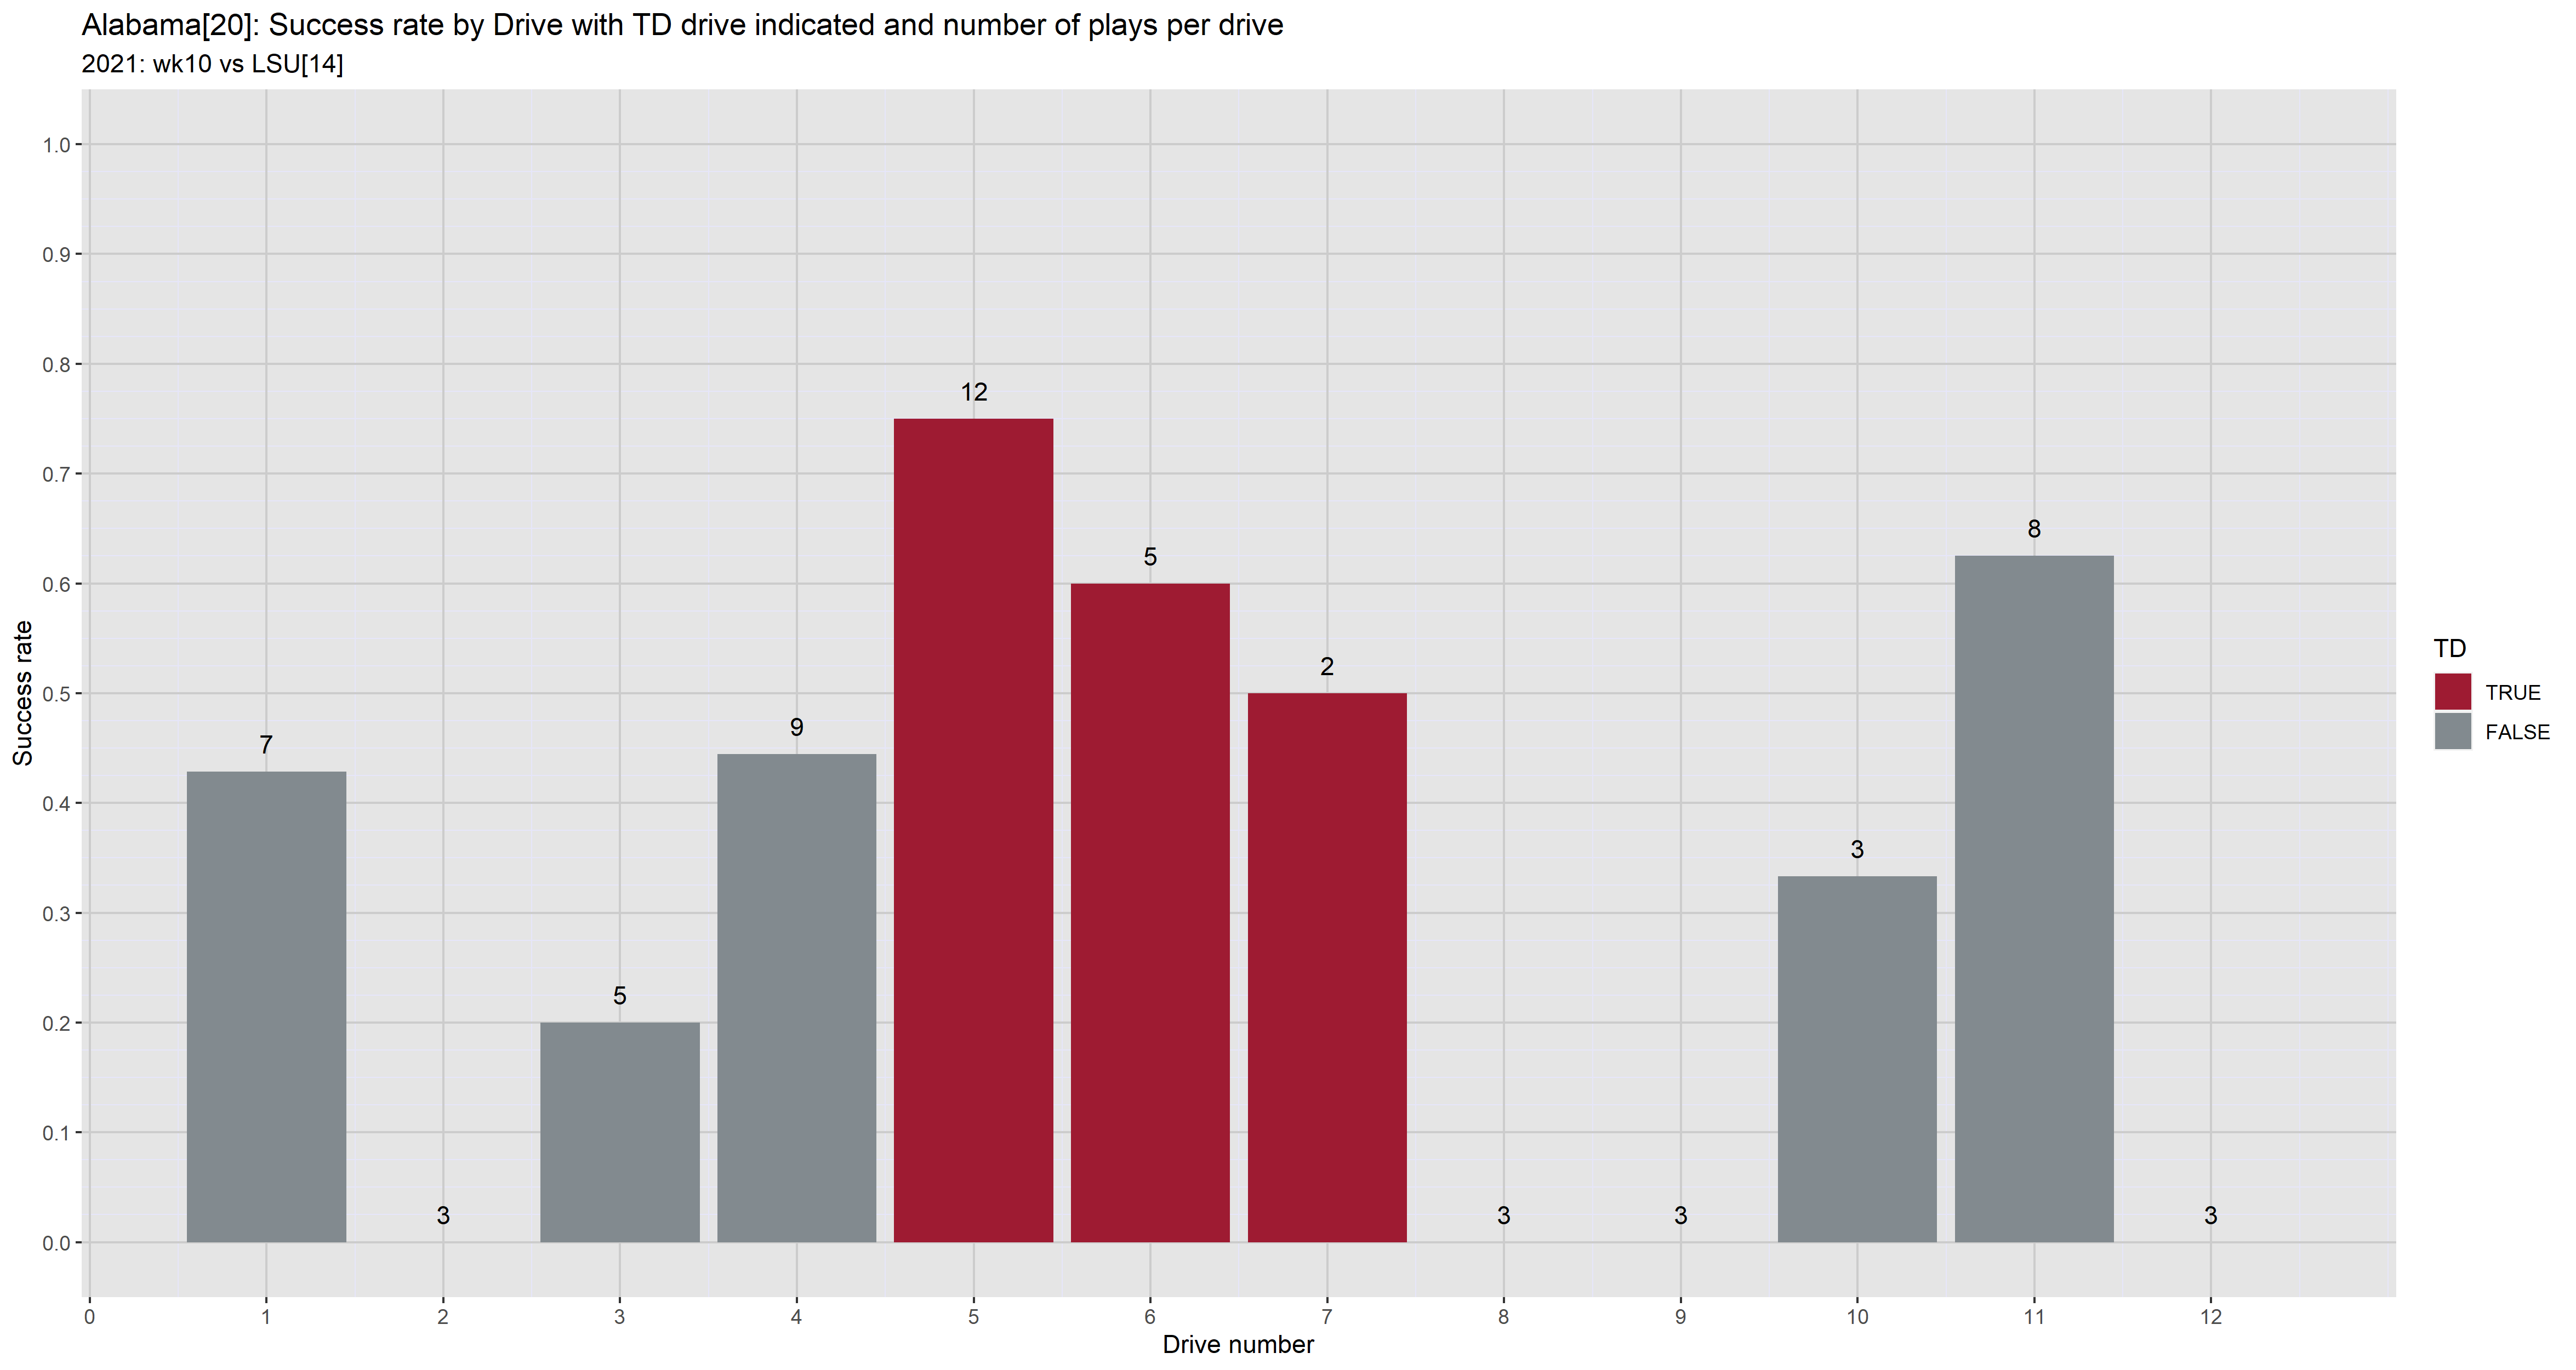 Alabama[20]: Success rate by Drive with TD drive indicated and number of plays per drive
2021: wk10 vs LSU[14]
Success rate
1.0
0.9
0.8
0.7
0.6
0.5
0.4
0.3
0.2
0.1
0.0
7
3
5
9
12
5
2
3
3
3
8
3
0 1 2 3 4 5 6 7 8 9 10 11 12
Drive number
TD
TRUE
FALSE